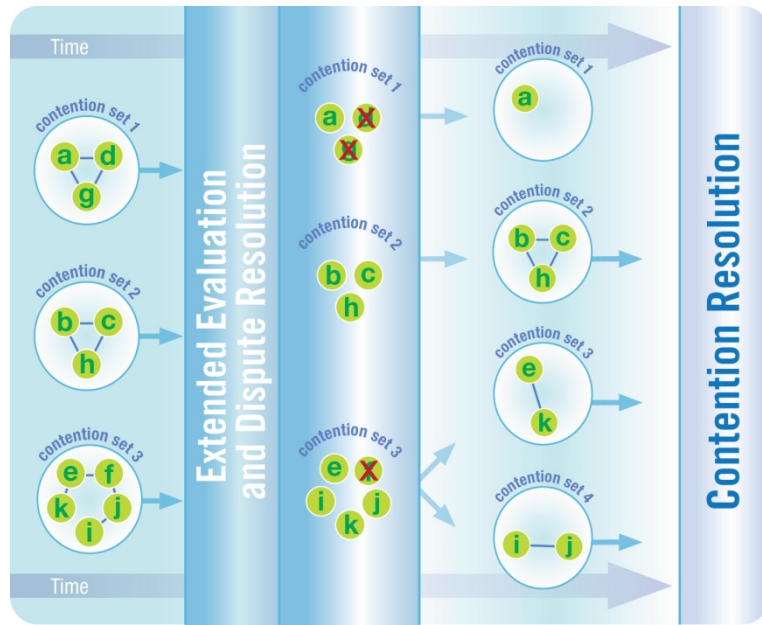 Time
contention set 1
a d
g
contention set 2
b c
h
contention set 3
e f
k j
i
Time
Extended Evaluation
and Dispute Resolution
contention set 1
a
contention set 2
b c
h
contention set 3
e
i j
k
contention set 1
a
contention set 2
b c
h
contention set 3
e
k
contention set 4
i j
Contention Resolution